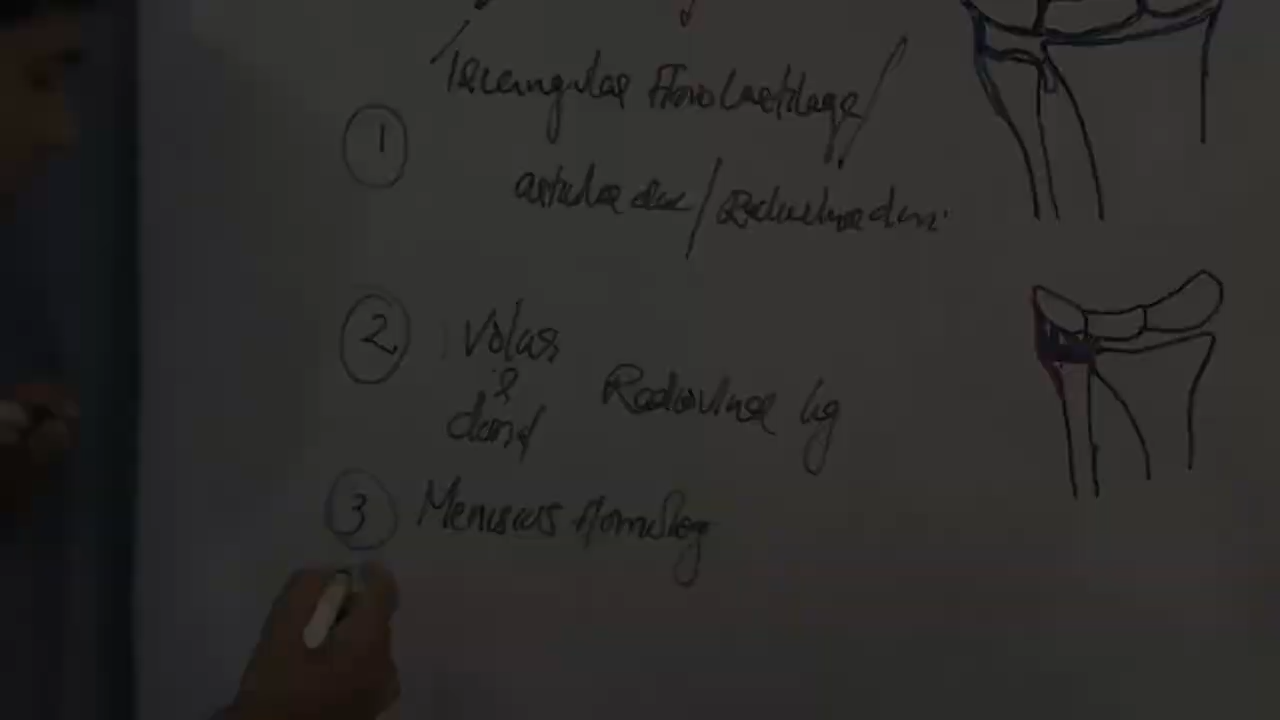 Triangular Fibrocartilage/
1
articular disc/Radioulnar disc
2 Volar
&
dorsal
Radioulnar lig
3 Meniscus Homolog